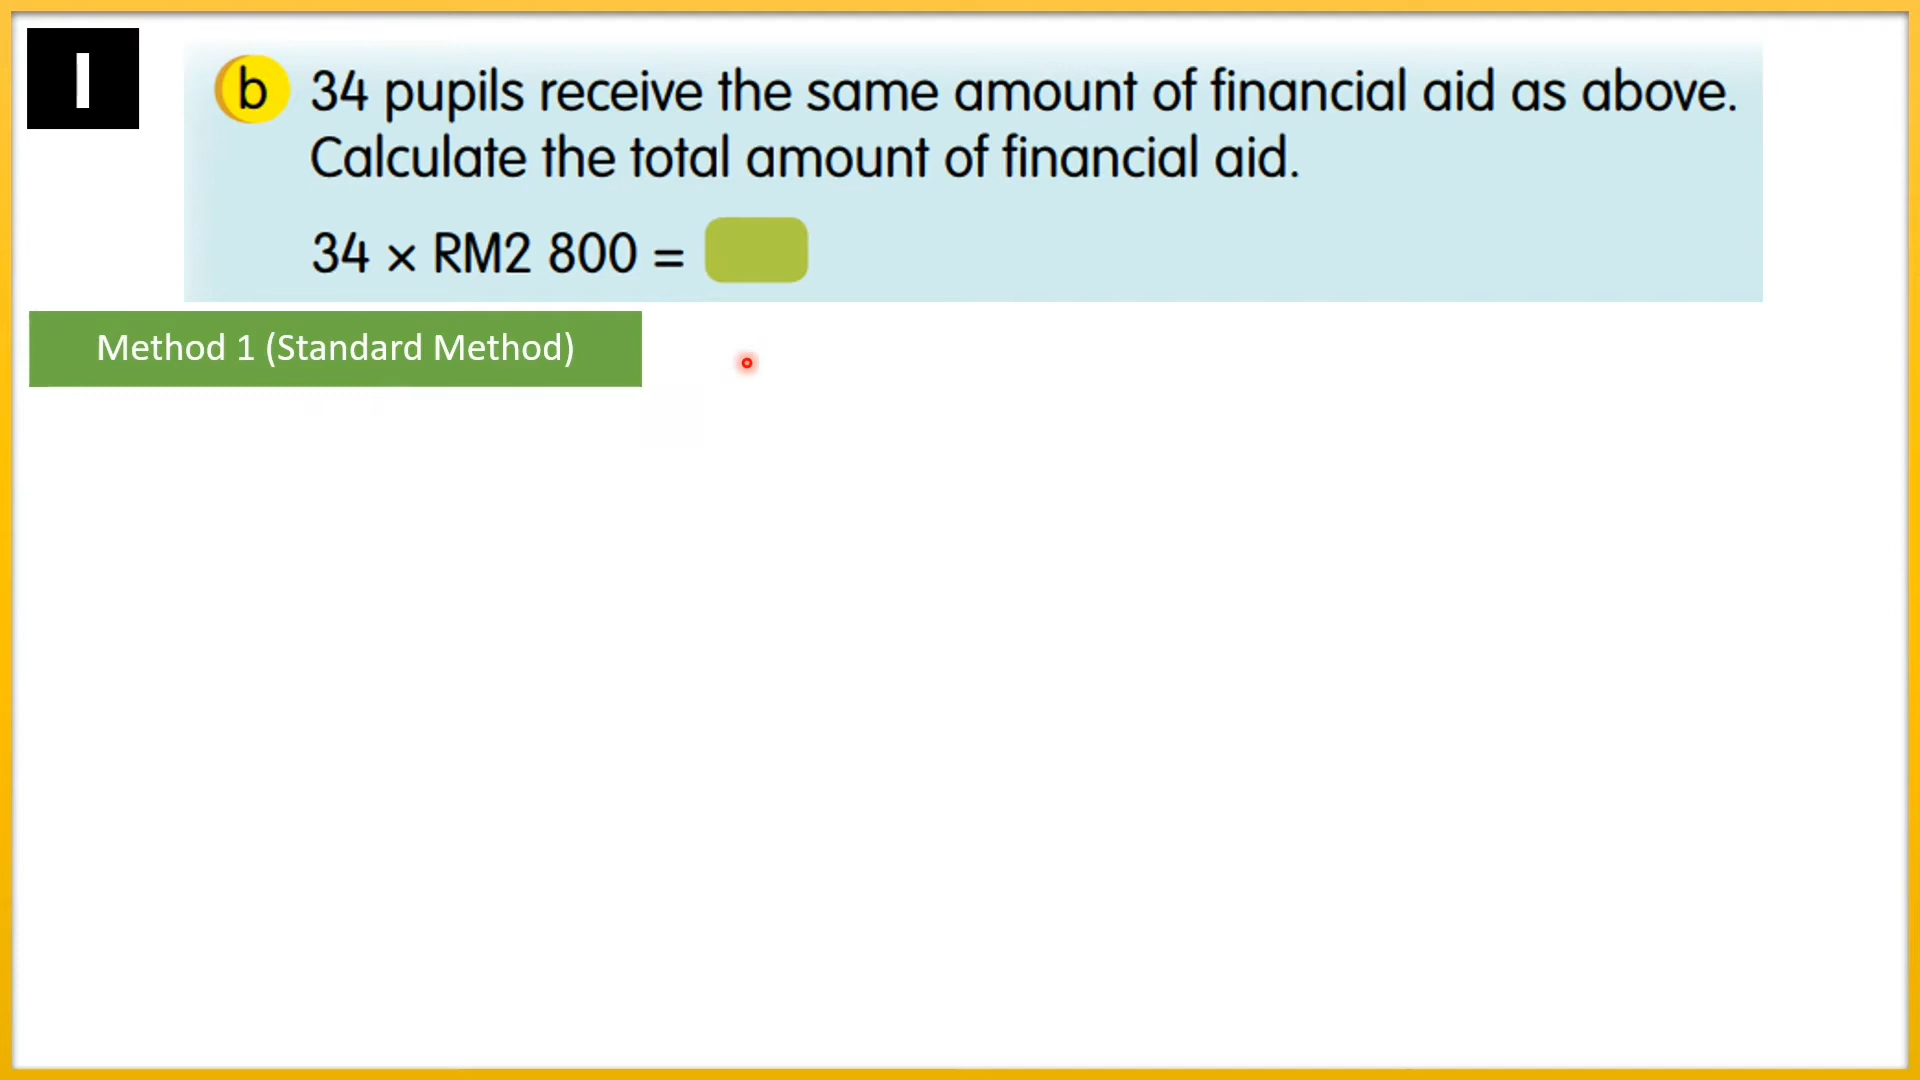 I
b 34 pupils receive the same amount of financial aid as above.
Calculate the total amount of financial aid.
34 × RM2 800 =
Method 1 (Standard Method)